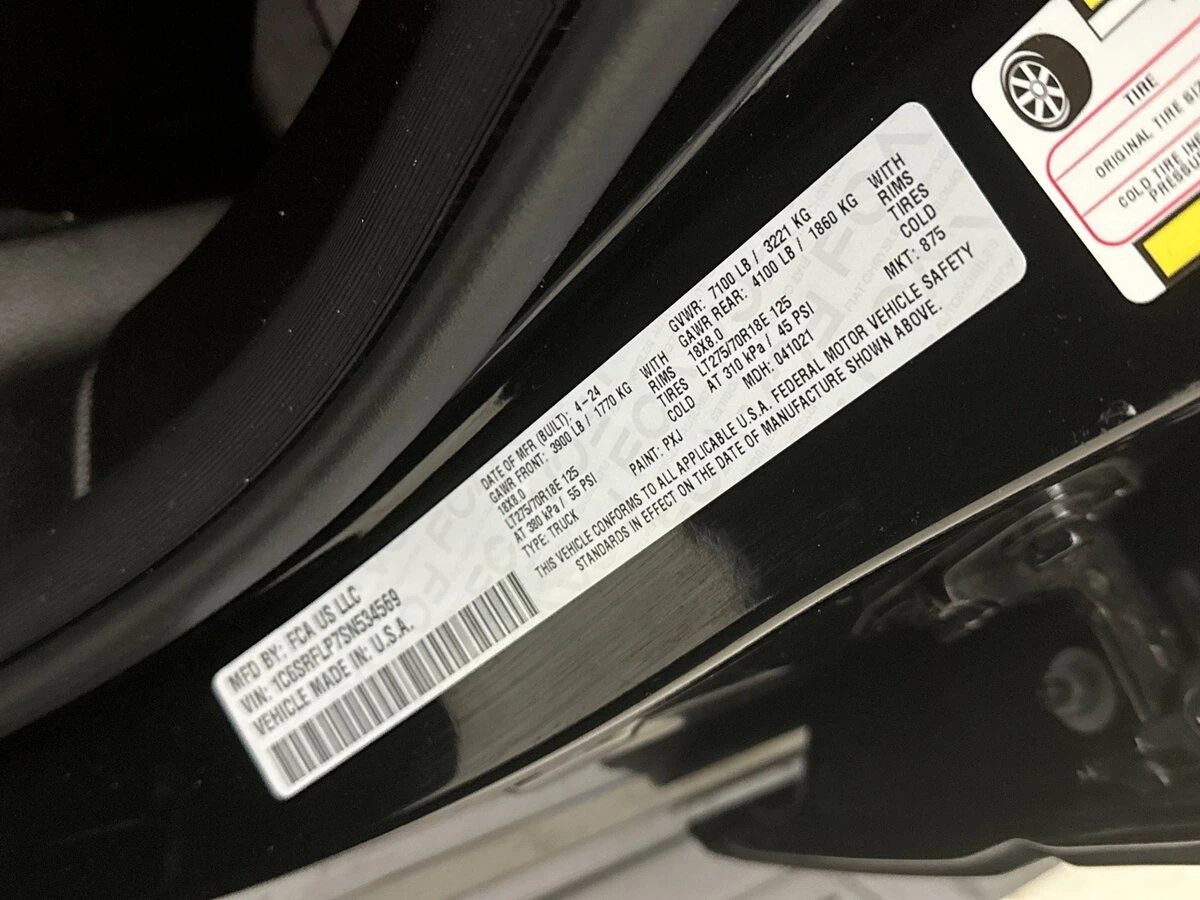 MFD BY: FCA US LLC
VIN: 1C6SRFLP7SN534569
VEHICLE MADE IN: U.S.A.
DATE OF MFR (BUILT): 4-24 GVWR: 7100 LB / 3221 KG
GAWR FRONT: 3900 LB / 1770 KG WITH GAWR REAR: 4100 LB / 1860 KG WITH
18X8.0 RIMS 18X8.0 RIMS
LT275/70R18E 125 TIRES LT275/70R18E 125 TIRES
AT 380 kPa / 55 PSI COLD AT 310 kPa / 45 PSI COLD
TYPE: TRUCK PAINT: PXJ MDH: 041021 MKT: 875
THIS VEHICLE CONFORMS TO ALL APPLICABLE U.S.A. FEDERAL MOTOR VEHICLE SAFETY
STANDARDS IN EFFECT ON THE DATE OF MANUFACTURE SHOWN ABOVE.
TIRE
ORIGINAL TIRE
COLD TIRE